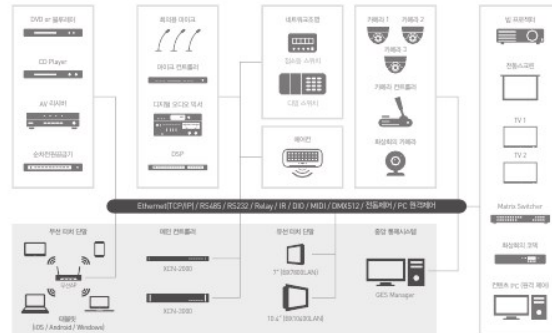 DVD or 블루레이
CD Player
AV 리시버
순차전원공급기
회의용 마이크
마이크 컨트롤러
디지털 오디오 믹서
DSP
네트워크조명
접점용 스위치
다중 스위치
에어컨
카메라 1
카메라 2
카메라 3
카메라 컨트롤러
화상회의 카메라
빔 프로젝터
전동스크린
TV 1
TV 2
Matrix Switcher
화상회의 코덱
컨텐츠 PC (원격 제어)
Ethernet(TCP/IP) / RS485 / RS232 / Relay / IR / DIO / MIDI / DMX512 / 전동제어 / PC 원격제어
무선 터치 단말
무선AP
태블릿
(iOS / Android / Windows)
메인 컨트롤러
XCN-2000
XCN-3000
유선 터치 단말
중앙 통제시스템
GES Manager